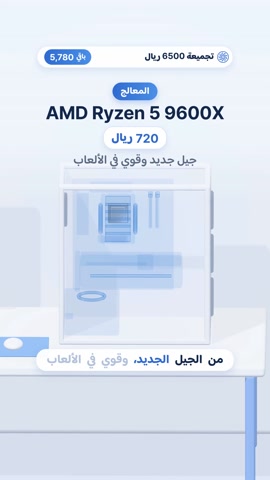 تجميعة 6500 ريال
باقي 5,780
المعالج
AMD Ryzen 5 9600X
720 ريال
جيل جديد وقوي في الألعاب
من الجيل الجديد، وقوي في الألعاب